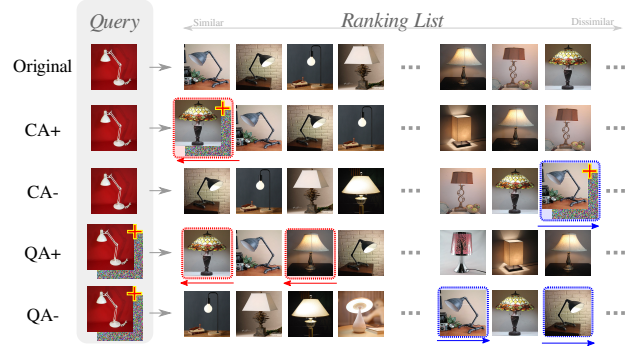 Query
Ranking List
Similar
Dissimilar
Original
CA+
CA-
QA+
QA-